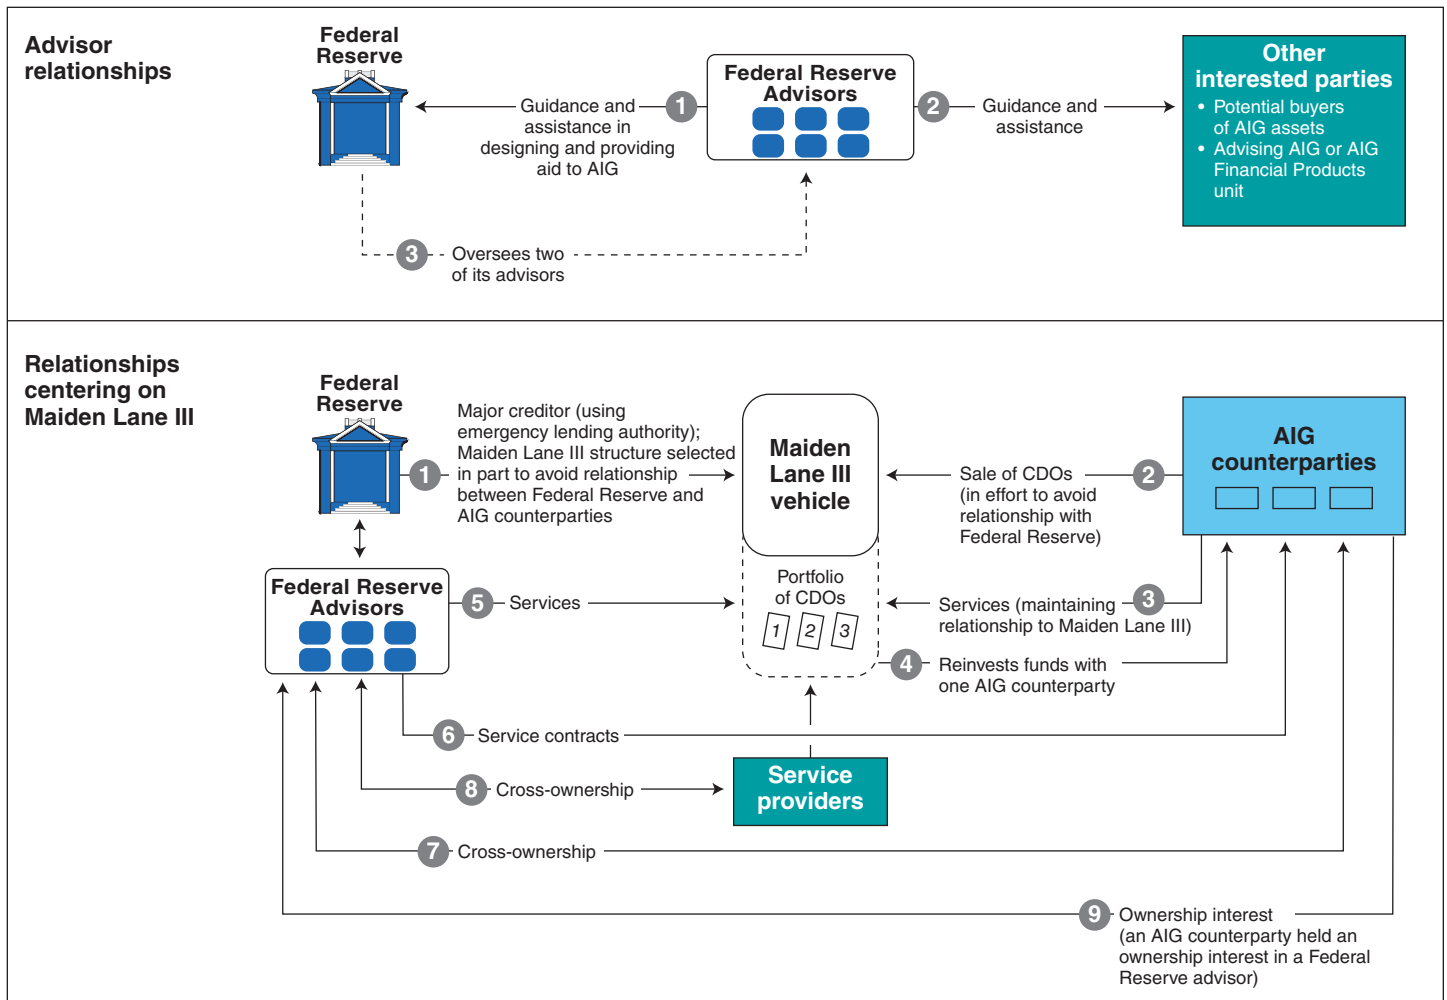 Advisor
relationships
Federal
Reserve
1
Guidance and
assistance in
designing and providing
aid to AIG
Federal Reserve
Advisors
2
Guidance and
assistance
Other
interested parties
• Potential buyers
of AIG assets
• Advising AIG or AIG
Financial Products
unit
3
Oversees two
of its advisors
Relationships
centering on
Maiden Lane III
Federal
Reserve
1
Major creditor (using
emergency lending authority);
Maiden Lane III structure selected
in part to avoid relationship
between Federal Reserve and
AIG counterparties
Maiden
Lane III
vehicle
2
Sale of CDOs
(in effort to avoid
relationship with
Federal Reserve)
AIG
counterparties
Federal Reserve
Advisors
5
Services
Portfolio
of CDOs
1 2 3
3
Services (maintaining
relationship to Maiden Lane III)
4
Reinvests funds with
one AIG counterparty
6
Service contracts
8
Cross-ownership
Service
providers
7
Cross-ownership
9
Ownership interest
(an AIG counterparty held an
ownership interest in a Federal
Reserve advisor)